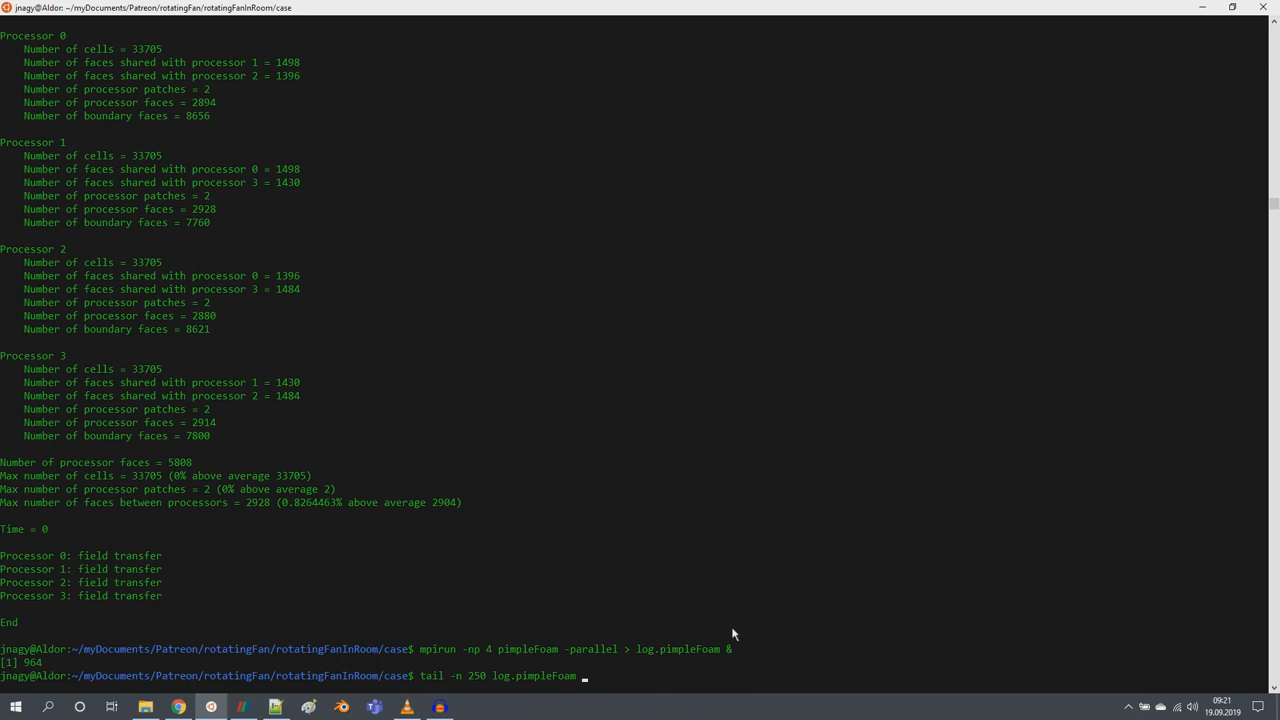 jnagy@Aldor: ~/myDocuments/Patreon/rotatingFan/rotatingFanInRoom/case
Processor 0
Number of cells = 33705
Number of faces shared with processor 1 = 1498
Number of faces shared with processor 2 = 1396
Number of processor patches = 2
Number of processor faces = 2894
Number of boundary faces = 8656
Processor 1
Number of cells = 33705
Number of faces shared with processor 0 = 1498
Number of faces shared with processor 3 = 1430
Number of processor patches = 2
Number of processor faces = 2928
Number of boundary faces = 7760
Processor 2
Number of cells = 33705
Number of faces shared with processor 0 = 1396
Number of faces shared with processor 3 = 1484
Number of processor patches = 2
Number of processor faces = 2880
Number of boundary faces = 8621
Processor 3
Number of cells = 33705
Number of faces shared with processor 1 = 1430
Number of faces shared with processor 2 = 1484
Number of processor patches = 2
Number of processor faces = 2914
Number of boundary faces = 7800
Number of processor faces = 5808
Max number of cells = 33705 (0% above average 33705)
Max number of processor patches = 2 (0% above average 2)
Max number of faces between processors = 2928 (0.8264463% above average 2904)
Time = 0
Processor 0: field transfer
Processor 1: field transfer
Processor 2: field transfer
Processor 3: field transfer
End
jnagy@Aldor:~/myDocuments/Patreon/rotatingFan/rotatingFanInRoom/case$ mpirun -np 4 pimpleFoam -parallel > log.pimpleFoam &
[1] 964
jnagy@Aldor:~/myDocuments/Patreon/rotatingFan/rotatingFanInRoom/case$ tail -n 250 log.pimpleFoam _
09:21
19.09.2019